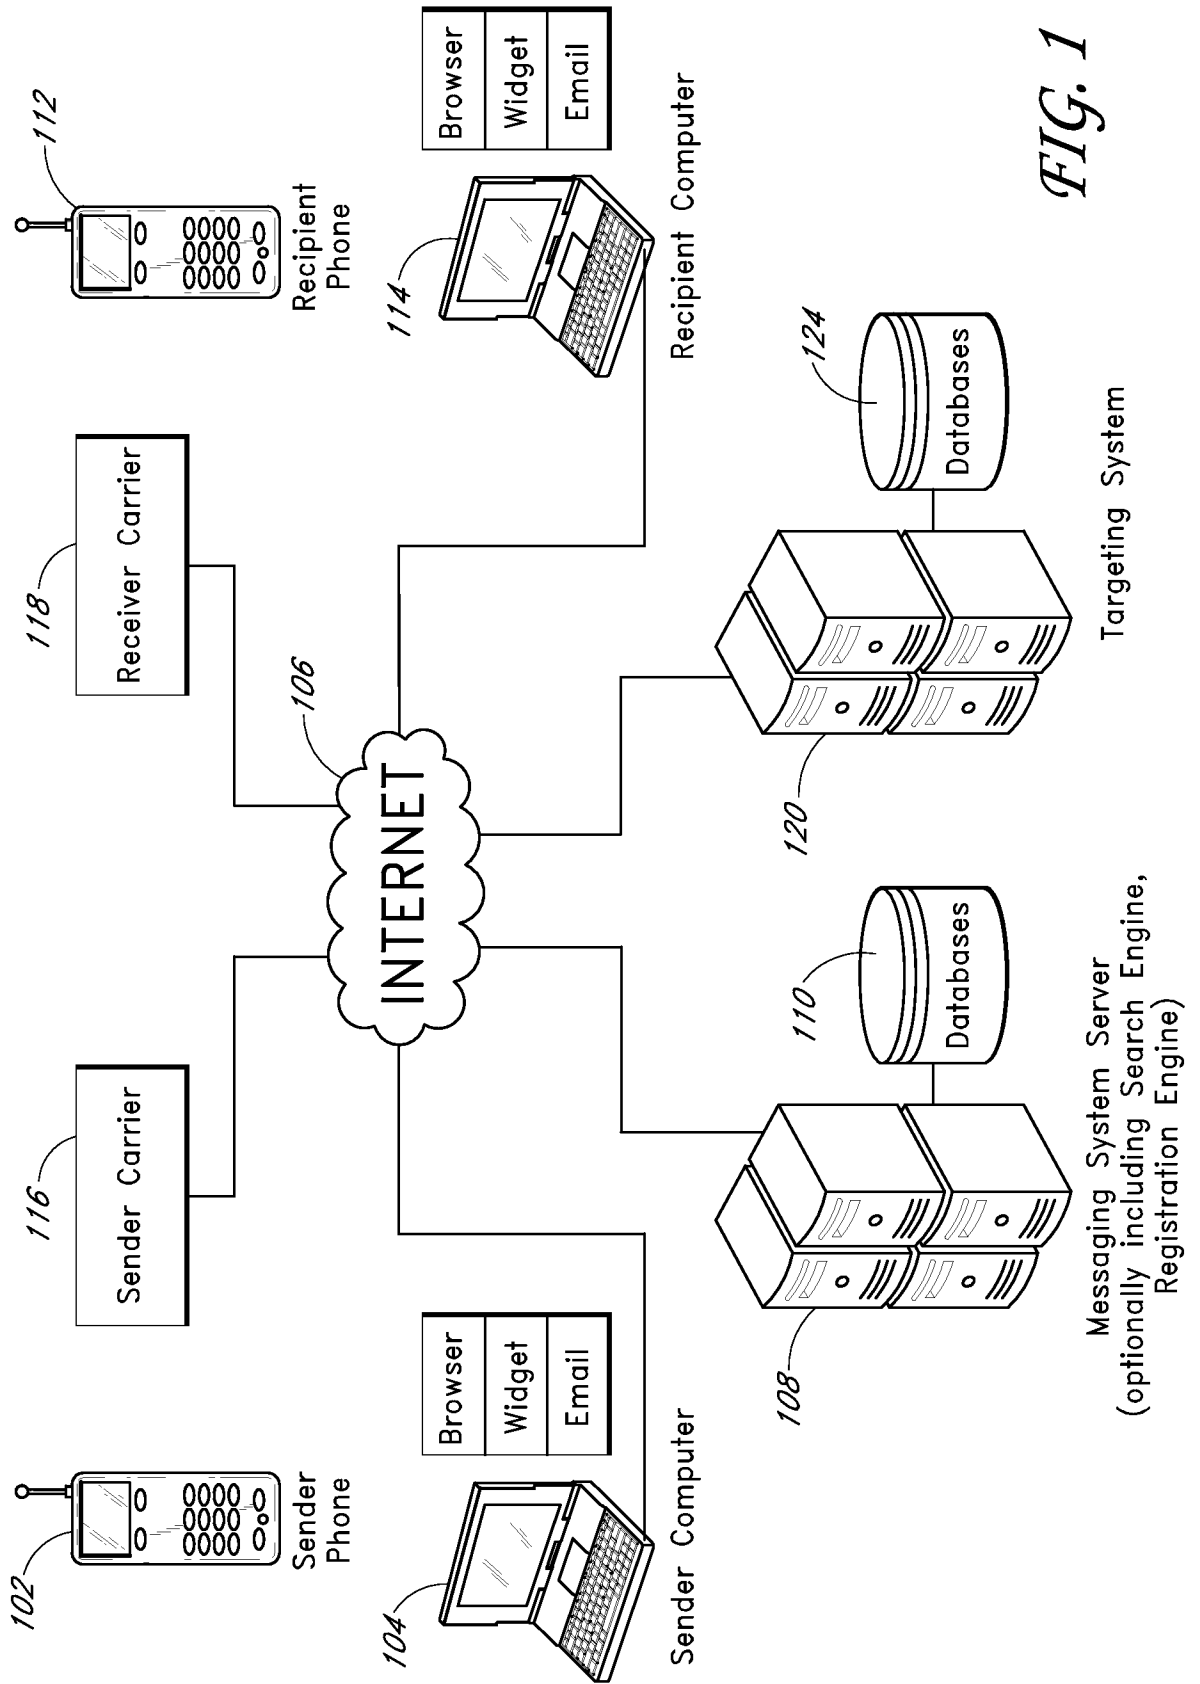 102
Sender
Phone
116
Sender Carrier
118
Receiver Carrier
112
Recipient
Phone
106
INTERNET
104
Browser
Widget
Email
Sender Computer
114
Browser
Widget
Email
Recipient Computer
108
110
Databases
Messaging System Server
(optionally including Search Engine,
Registration Engine)
120
124
Databases
Targeting System
FIG. 1